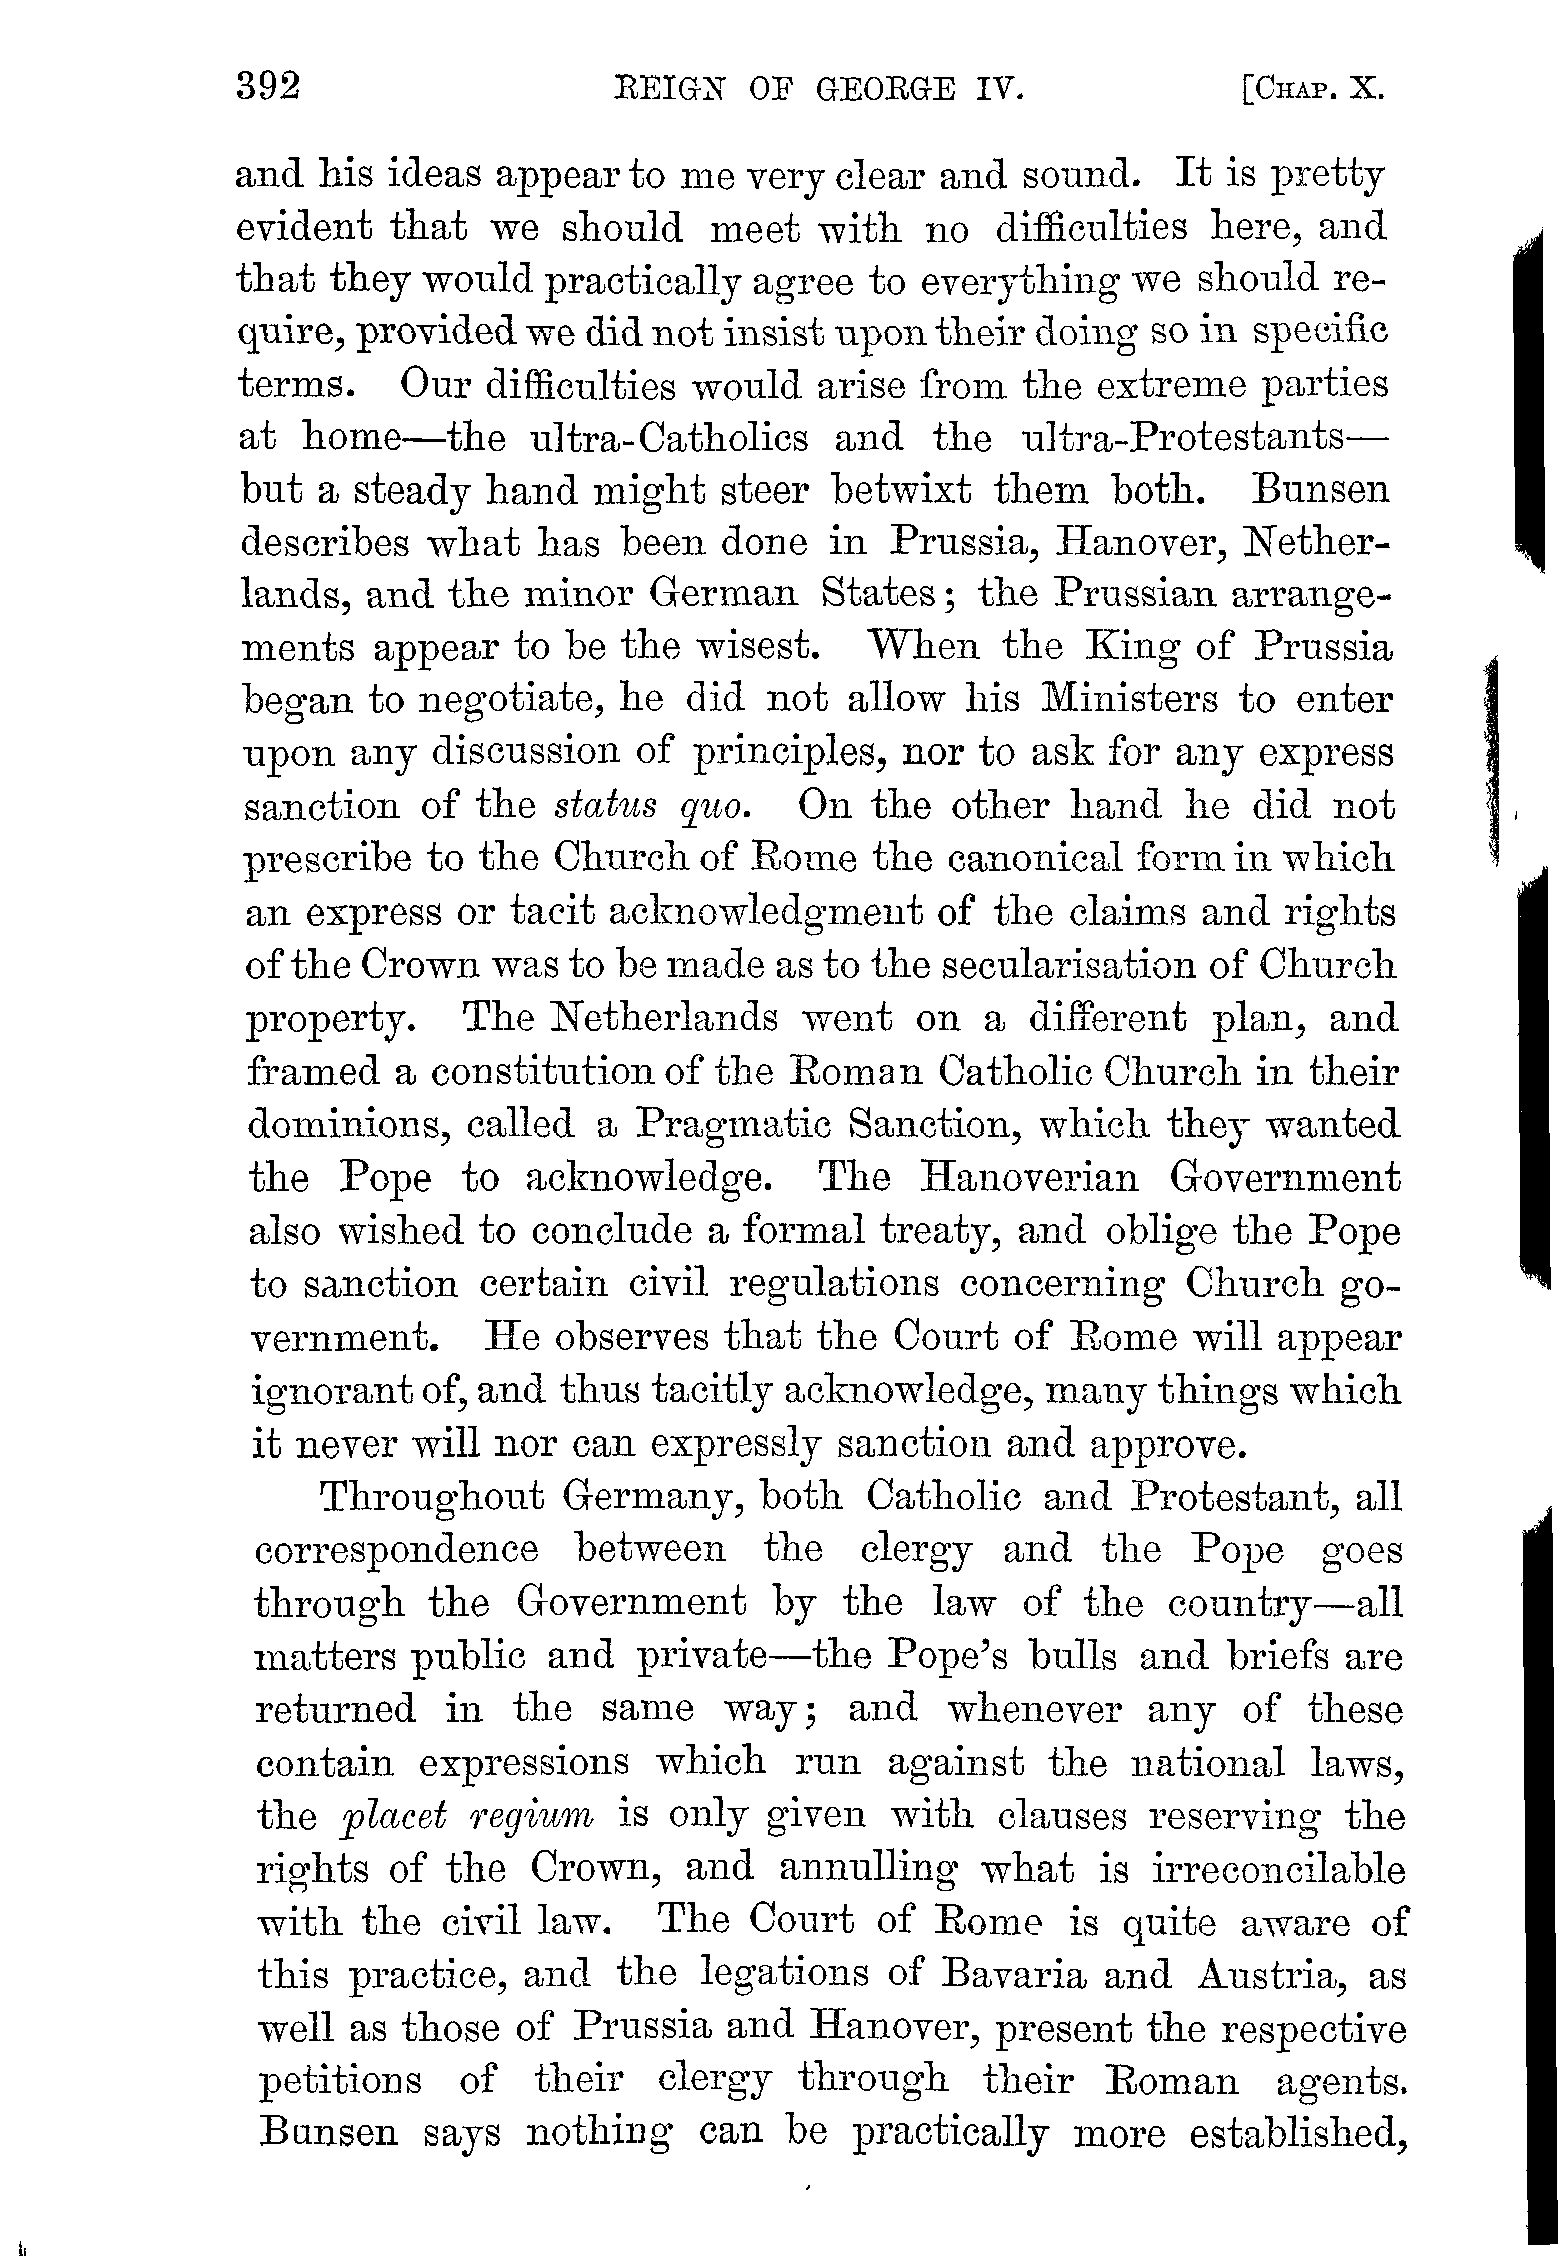 392 REIGN OF GEORGE IV. [CHAP. X.
and his ideas appear to me very clear and sound. It is pretty
evident that we should meet with no difficulties here, and
that they would practically agree to everything we should re-
quire, provided we did not insist upon their doing so in specific
terms. Our difficulties would arise from the extreme parties
at home—the ultra-Catholics and the ultra-Protestants—
but a steady hand might steer betwixt them both. Bunsen
describes what has been done in Prussia, Hanover, Nether-
lands, and the minor German States; the Prussian arrange-
ments appear to be the wisest. When the King of Prussia
began to negotiate, he did not allow his Ministers to enter
upon any discussion of principles, nor to ask for any express
sanction of the status quo. On the other hand he did not
prescribe to the Church of Rome the canonical form in which
an express or tacit acknowledgment of the claims and rights
of the Crown was to be made as to the secularisation of Church
property. The Netherlands went on a different plan, and
framed a constitution of the Roman Catholic Church in their
dominions, called a Pragmatic Sanction, which they wanted
the Pope to acknowledge. The Hanoverian Government
also wished to conclude a formal treaty, and oblige the Pope
to sanction certain civil regulations concerning Church go-
vernment. He observes that the Court of Rome will appear
ignorant of, and thus tacitly acknowledge, many things which
it never will nor can expressly sanction and approve.
Throughout Germany, both Catholic and Protestant, all
correspondence between the clergy and the Pope goes
through the Government by the law of the country—all
matters public and private—the Pope's bulls and briefs are
returned in the same way; and whenever any of these
contain expressions which run against the national laws,
the placet regium is only given with clauses reserving the
rights of the Crown, and annulling what is irreconcilable
with the civil law. The Court of Rome is quite aware of
this practice, and the legations of Bavaria and Austria, as
well as those of Prussia and Hanover, present the respective
petitions of their clergy through their Roman agents.
Bunsen says nothing can be practically more established,